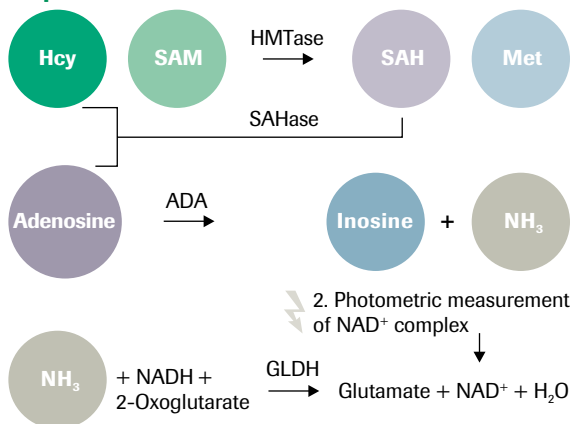 Hcy SAM HMTase SAH Met
SAHase
Adenosine ADA Inosine + NH₃
2. Photometric measurement
of NAD⁺ complex
NH₃ + NADH + GLDH Glutamate + NAD⁺ + H₂O
2-Oxoglutarate